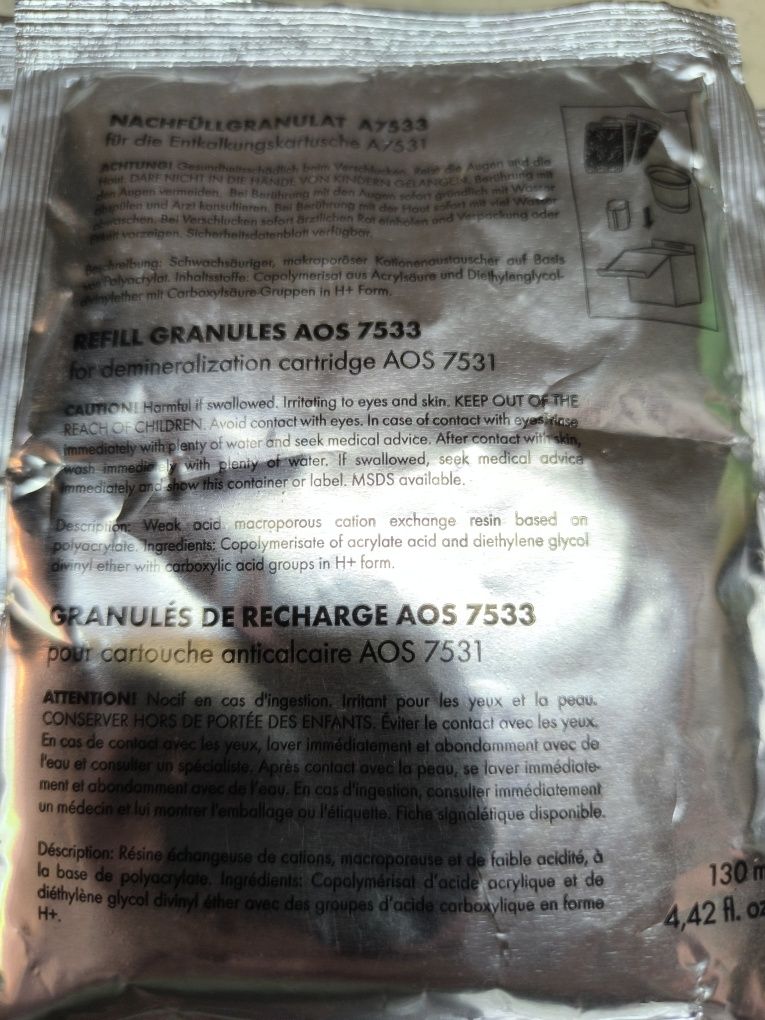 NACHFÜLLGRANULAT A7533
für die Entkalkungskartusche A7531
ACHTUNG! Gesundheitsschädlich beim Verschlucken. Reizt die Augen und die
Haut. DARF NICHT IN DIE HÄNDE VON KINDERN GELANGEN. Berührung mit
den Augen vermeiden. Bei Berührung mit den Augen sofort gründlich mit Wasser
abspülen und Arzt konsultieren. Bei Berührung mit der Haut sofort mit viel Wasser
abwaschen. Bei Verschlucken sofort ärztlichen Rat einholen und Verpackung oder
Etikett vorzeigen. Sicherheitsdatenblatt verfügbar.
Beschreibung: Schwachsäuriger, makroporöser Kationenaustauscher auf Basis
von Polyacrylat. Inhaltsstoffe: Copolymerisat aus Acrylsäure und Diethylenglycol-
divinylether mit Carboxylsäure-Gruppen in H+ Form.
REFILL GRANULES AOS 7533
for demineralization cartridge AOS 7531
CAUTION! Harmful if swallowed. Irritating to eyes and skin. KEEP OUT OF THE
REACH OF CHILDREN. Avoid contact with eyes. In case of contact with eyes, rinse
immediately with plenty of water and seek medical advice. After contact with skin,
wash immediately with plenty of water. If swallowed, seek medical advice
immediately and show this container or label. MSDS available.
Description: Weak acid macroporous cation exchange resin based on
polyacrylate. Ingredients: Copolymerisate of acrylate acid and diethylene glycol
divinyl ether with carboxylic acid groups in H+ form.
GRANULÉS DE RECHARGE AOS 7533
pour cartouche anticalcaire AOS 7531
ATTENTION! Nocif en cas d'ingestion. Irritant pour les yeux et la peau.
CONSERVER HORS DE PORTÉE DES ENFANTS. Éviter le contact avec les yeux.
En cas de contact avec les yeux, laver immédiatement et abondamment avec de
l'eau et consulter un spécialiste. Après contact avec la peau, se laver immédiate-
ment et abondamment avec de l'eau. En cas d'ingestion, consulter immédiatement
un médecin et lui montrer l'emballage ou l'étiquette. Fiche signalétique disponible.
Déscription: Résine échangeuse de cations, macroporeuse et de faible acidité, à
la base de polyacrylate. Ingrédients: Copolymérisat d'acide acrylique et de
diéthylène glycol divinyl éther avec des groupes d'acide carboxylique en forme
H+.
130 m
4,42 fl. oz